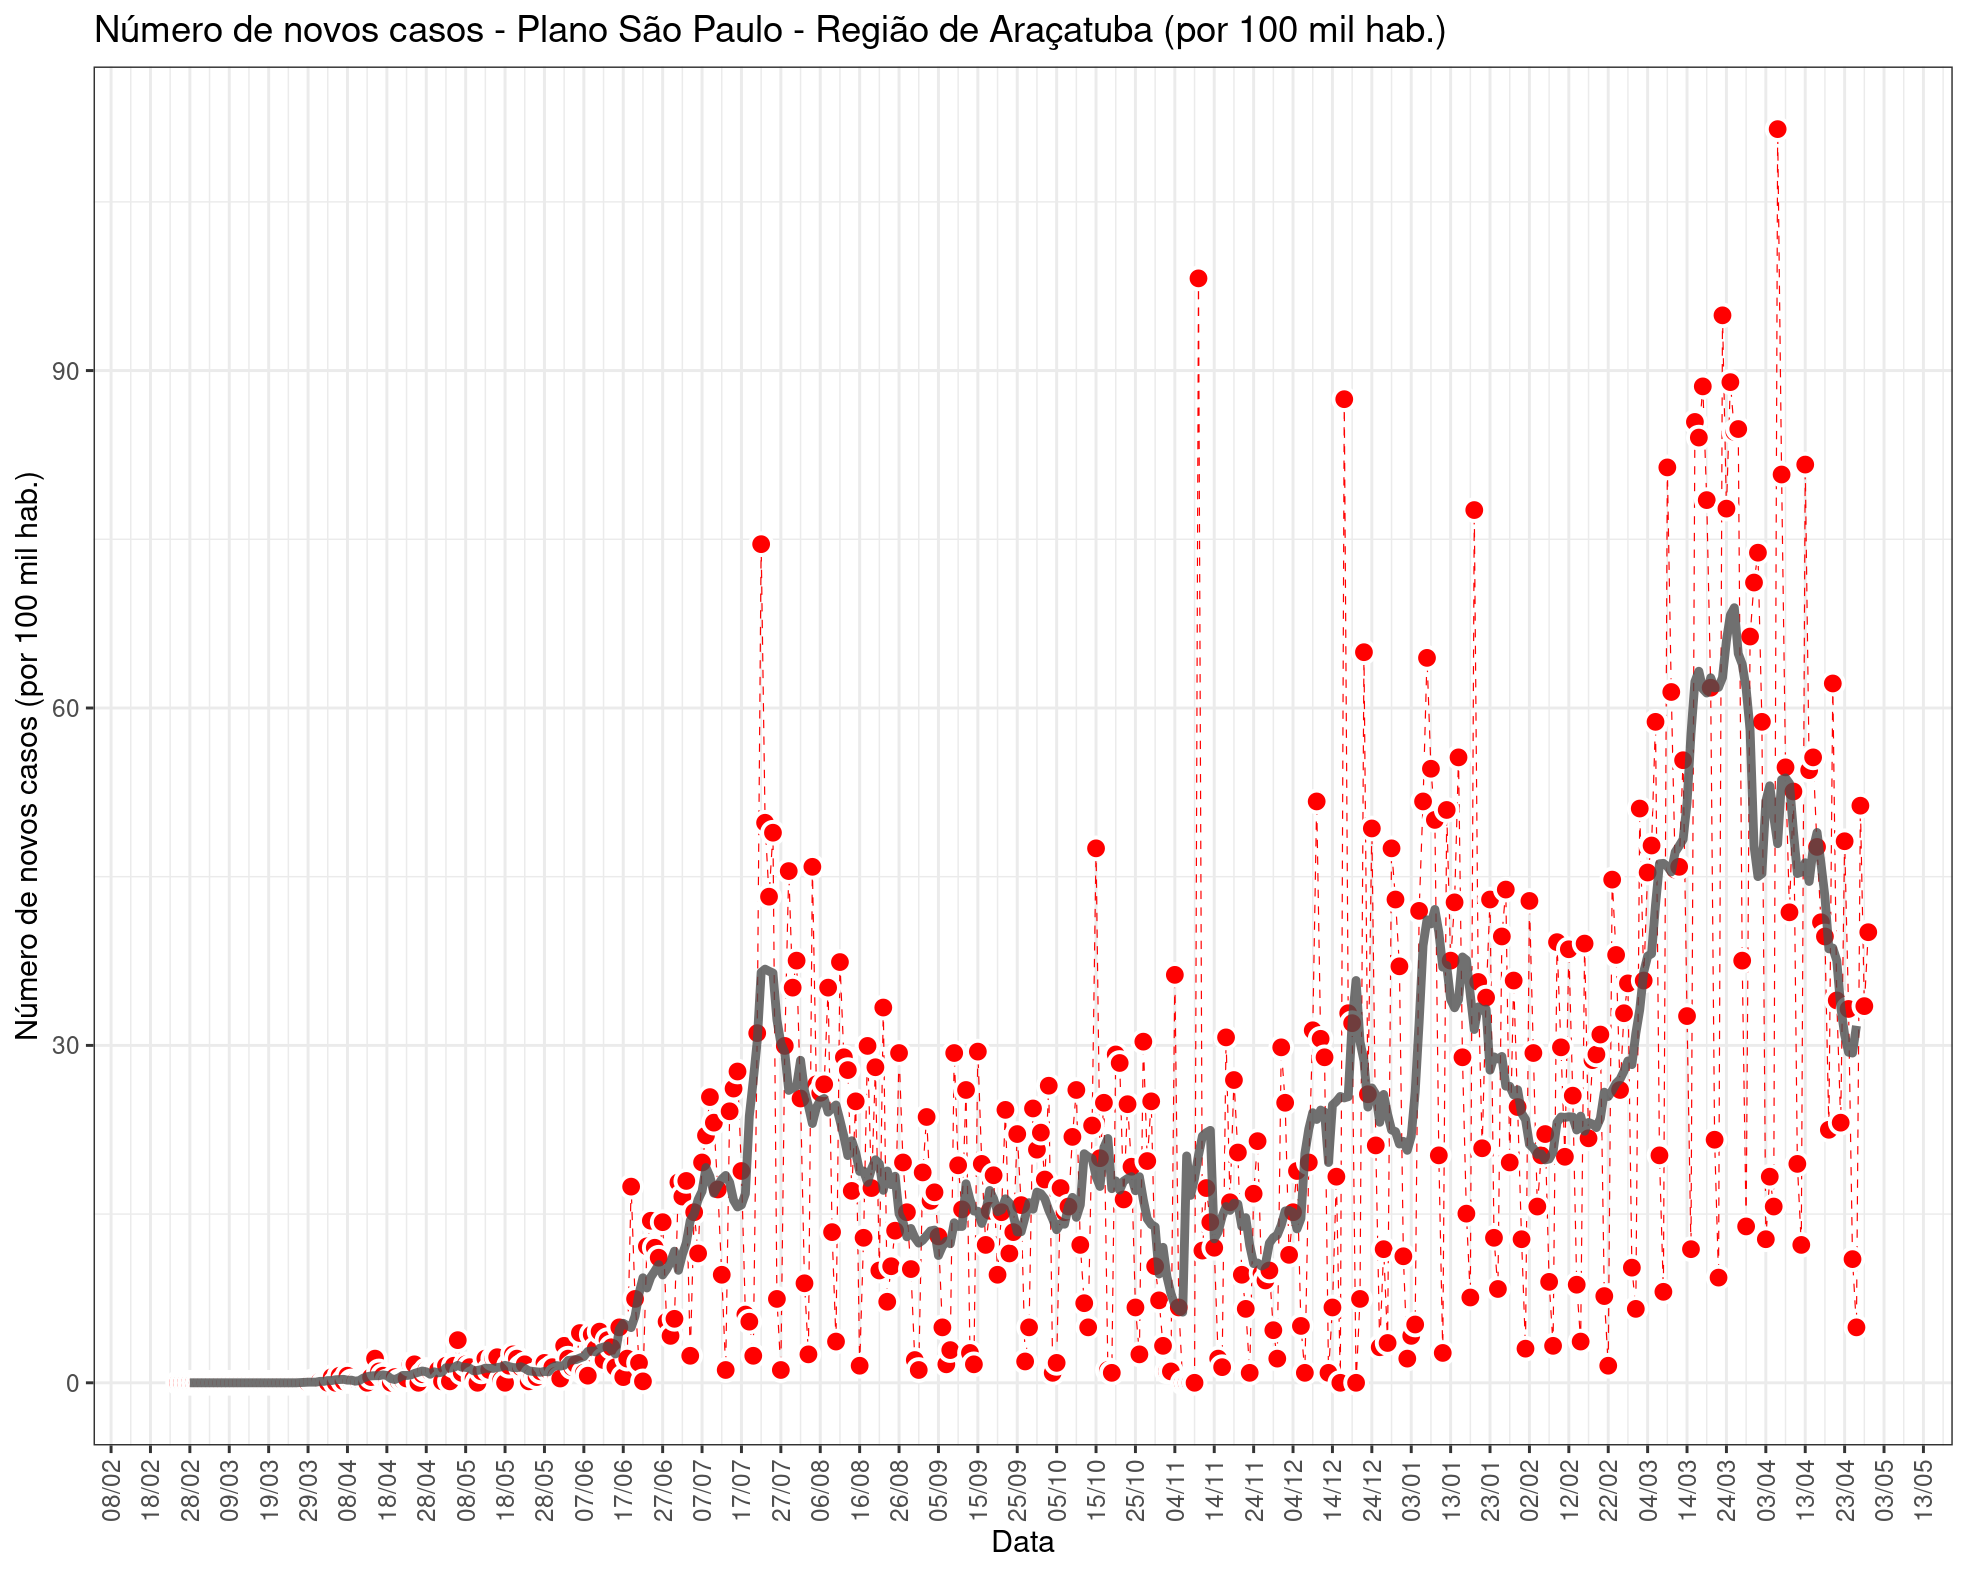 Número de novos casos - Plano São Paulo - Região de Araçatuba (por 100 mil hab.)
Número de novos casos (por 100 mil hab.)
90
60
30
0
08/02 18/02 28/02 09/03 19/03 29/03 08/04 18/04 28/04 08/05 18/05 28/05 07/06 17/06 27/06 07/07 17/07 27/07 06/08 16/08 26/08 05/09 15/09 25/09 05/10 15/10 25/10 04/11 14/11 24/11 04/12 14/12 24/12 03/01 13/01 23/01 02/02 12/02 22/02 04/03 14/03 24/03 03/04 13/04 23/04 03/05 13/05
Data